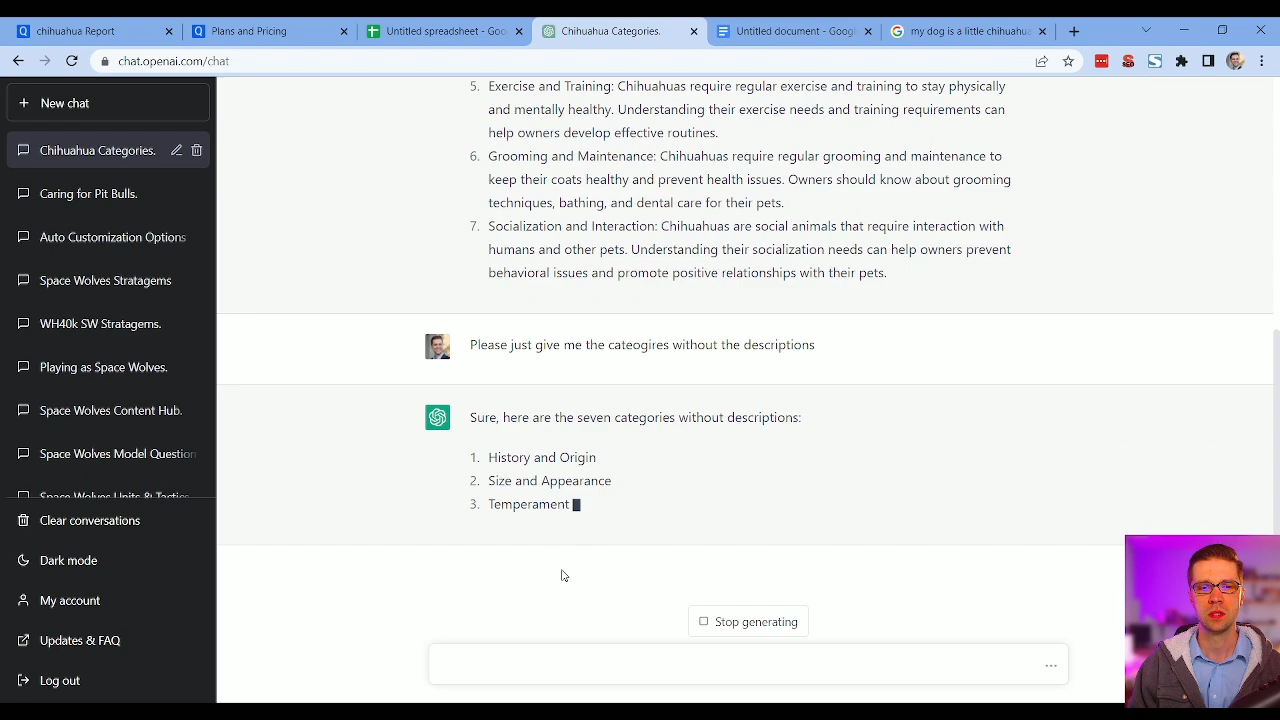 chihuahua Report
Plans and Pricing
Untitled spreadsheet - Goo
Chihuahua Categories.
Untitled document - Googl
my dog is a little chihuahua
chat.openai.com/chat
New chat
Chihuahua Categories.
Caring for Pit Bulls.
Auto Customization Options
Space Wolves Stratagems
WH40k SW Stratagems.
Playing as Space Wolves.
Space Wolves Content Hub.
Space Wolves Model Question
Space Wolves Units & Tactics
Clear conversations
Dark mode
My account
Updates & FAQ
Log out
5. Exercise and Training: Chihuahuas require regular exercise and training to stay physically
and mentally healthy. Understanding their exercise needs and training requirements can
help owners develop effective routines.
6. Grooming and Maintenance: Chihuahuas require regular grooming and maintenance to
keep their coats healthy and prevent health issues. Owners should know about grooming
techniques, bathing, and dental care for their pets.
7. Socialization and Interaction: Chihuahuas are social animals that require interaction with
humans and other pets. Understanding their socialization needs can help owners prevent
behavioral issues and promote positive relationships with their pets.
Please just give me the cateogires without the descriptions
Sure, here are the seven categories without descriptions:
1. History and Origin
2. Size and Appearance
3. Temperament
Stop generating